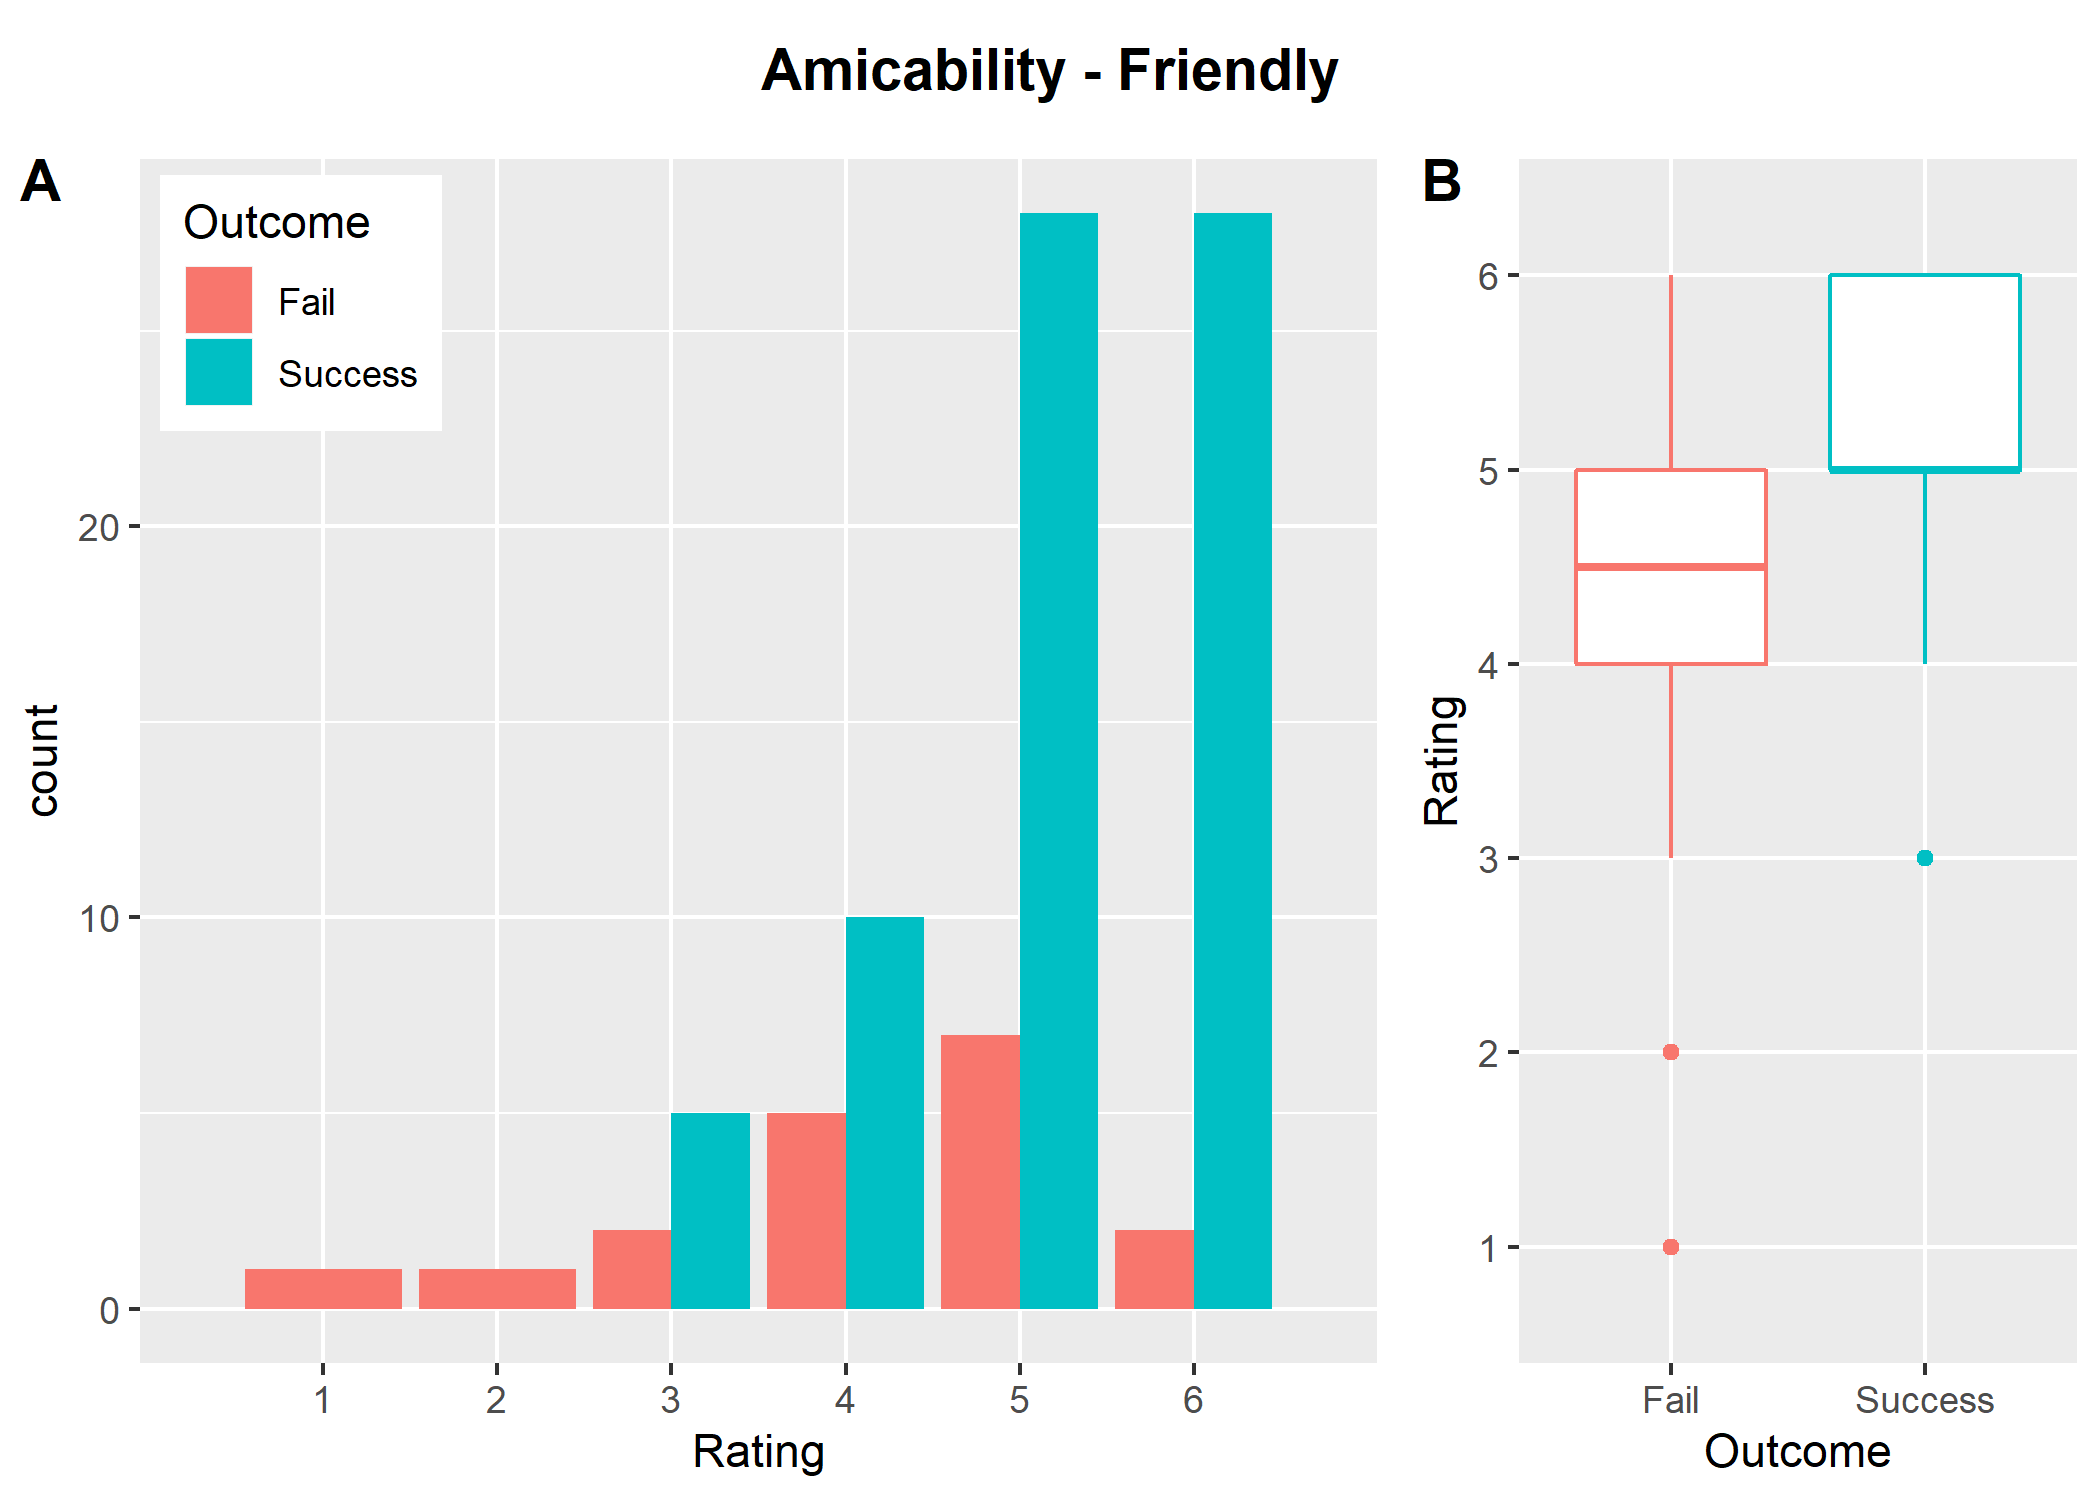 Amicability - Friendly
A
Outcome
Fail
Success
count
20
10
0
1 2 3 4 5 6
Rating
B
Rating
6
5
4
3
2
1
Fail Success
Outcome